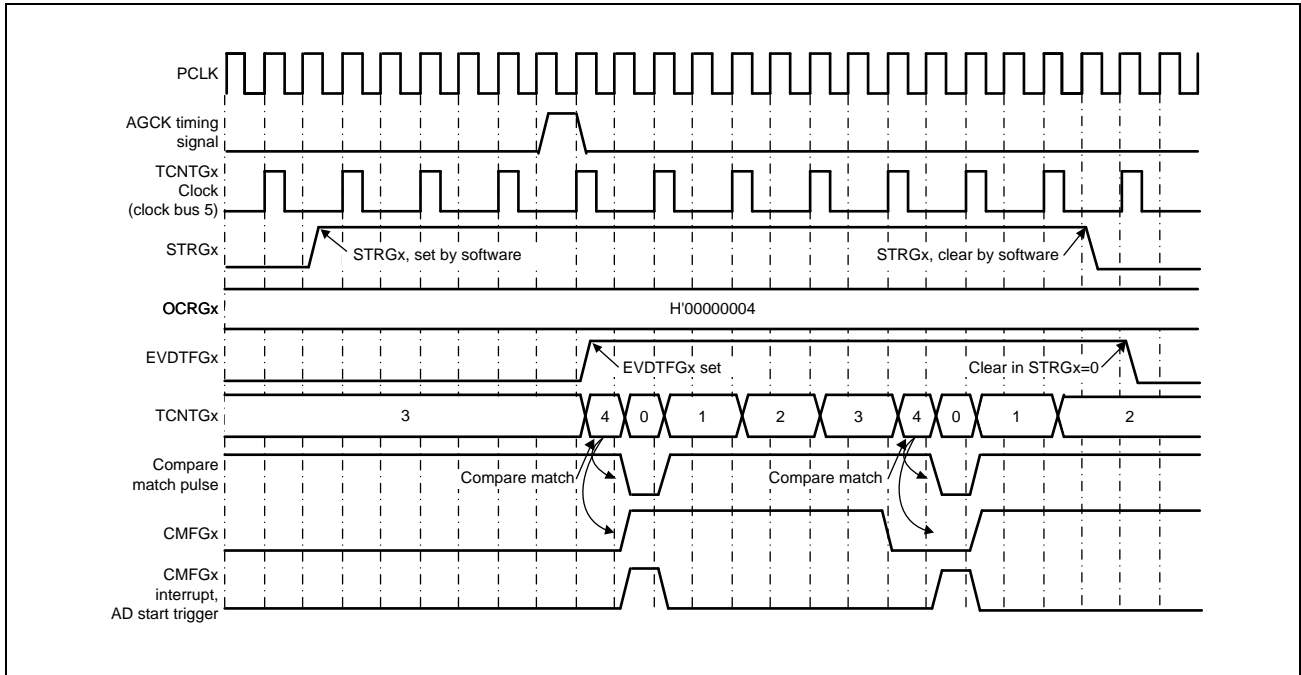 PCLK
AGCK timing
signal
TCNTGx
Clock
(clock bus 5)
STRGx
STRGx, set by software
STRGx, clear by software
OCRGx
H'00000004
EVDTFGx
EVDTFGx set
Clear in STRGx=0
TCNTGx
3
4
0
1
2
3
4
0
1
2
Compare
match pulse
Compare match
Compare match
CMFGx
CMFGx
interrupt,
AD start trigger